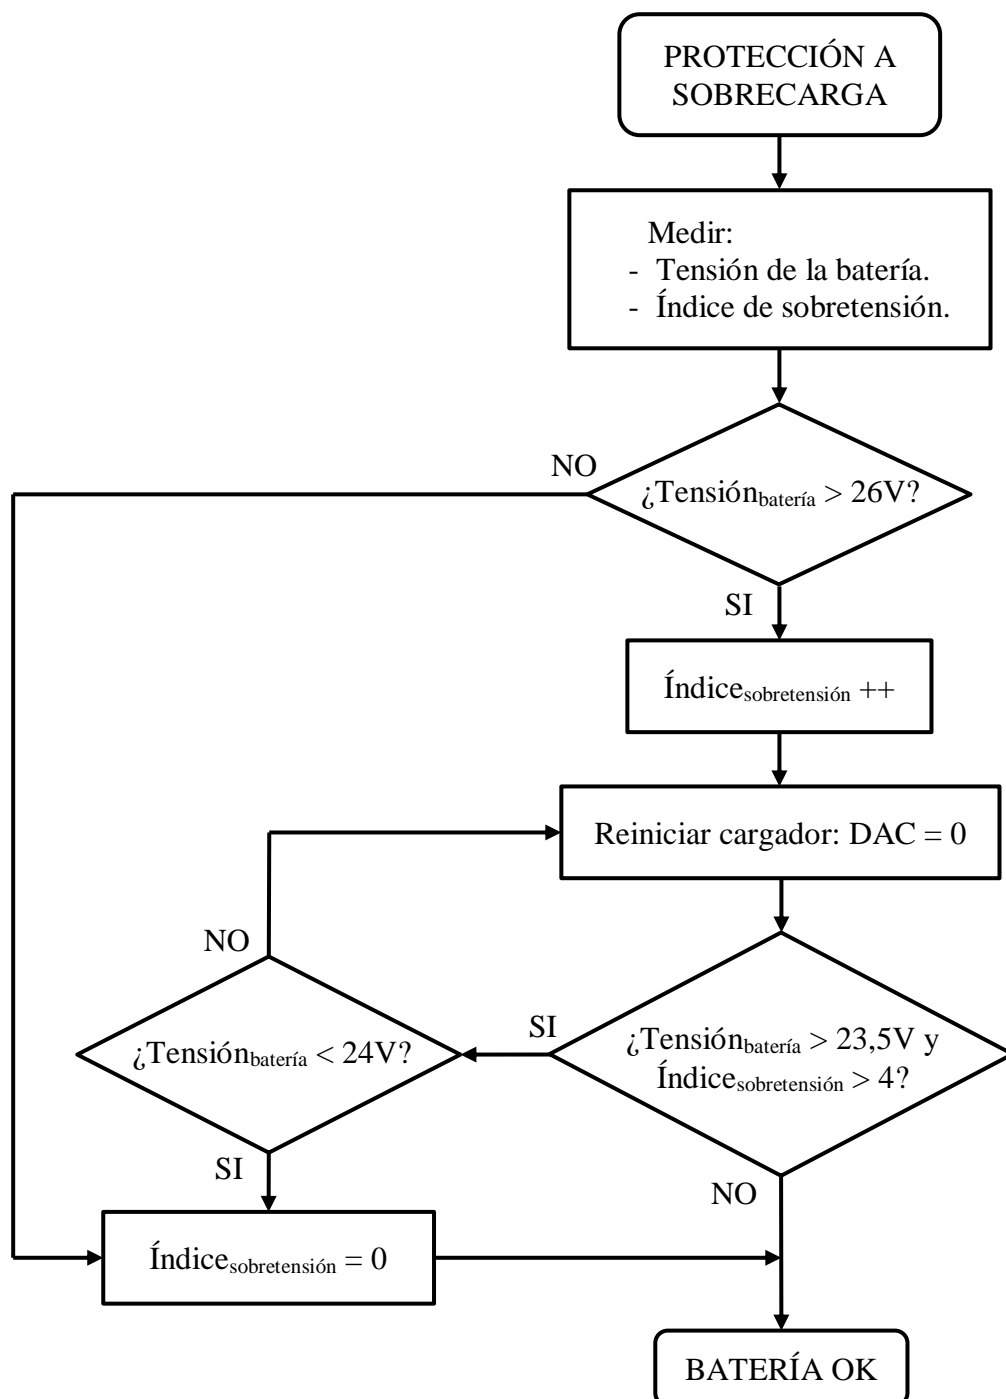 PROTECCIÓN A
SOBRECARGA
Medir:
- Tensión de la batería.
- Índice de sobretensión.
NO
¿Tensiónbatería > 26V?
SI
Índicesobretensión ++
Reiniciar cargador: DAC = 0
NO
¿Tensiónbatería < 24V?
SI
¿Tensiónbatería > 23,5V y
Índicesobretensión > 4?
SI
NO
Índicesobretensión = 0
BATERÍA OK